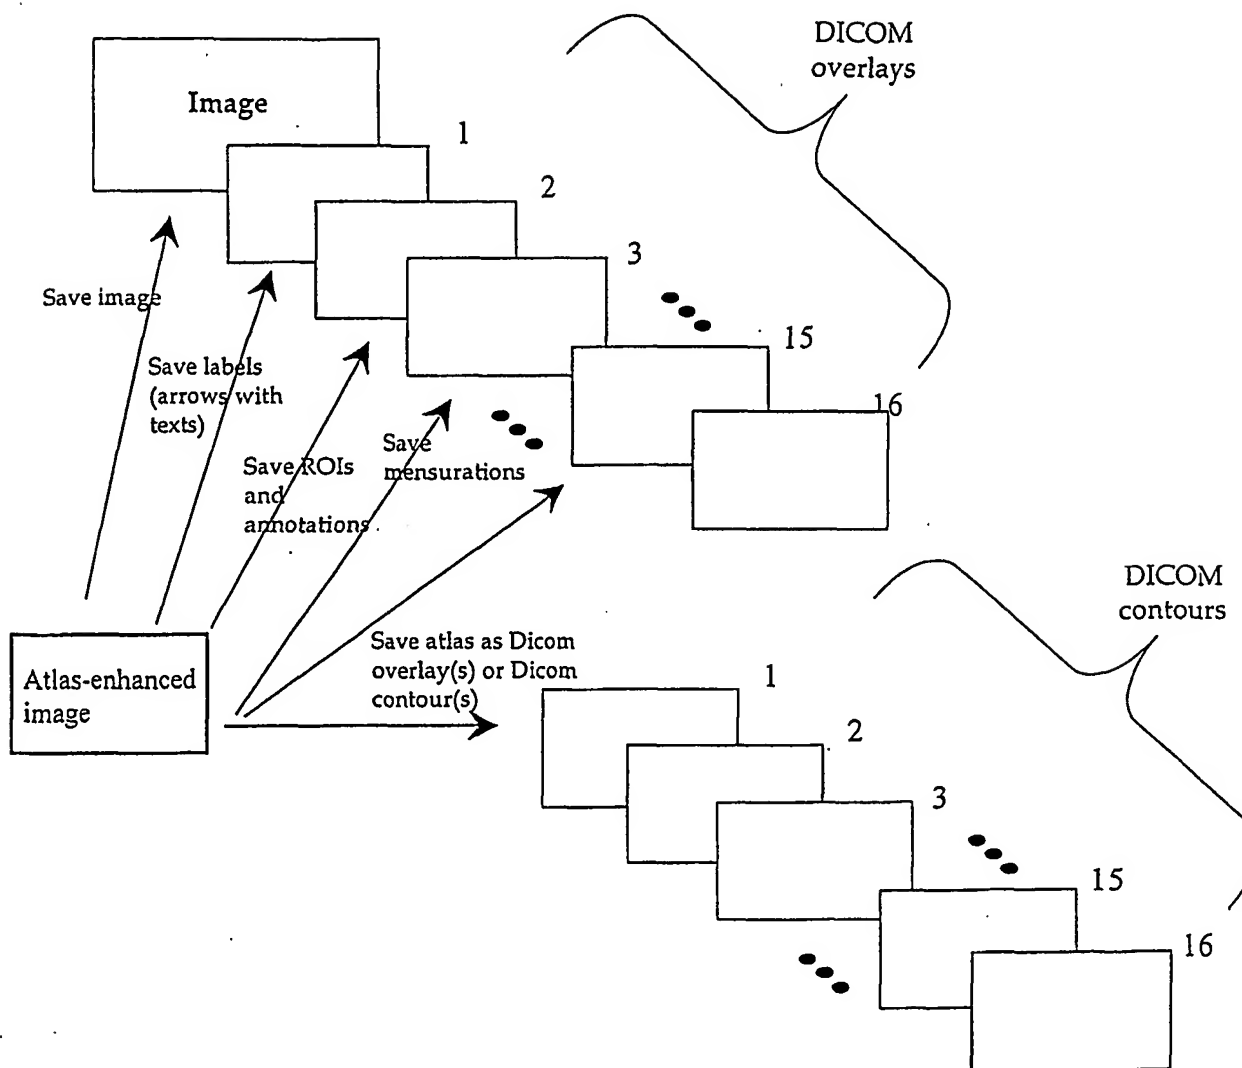 DICOM
overlays
Image
1
2
3
Save image
15
Save labels
(arrows with
texts)
16
Save
mensurations
Save ROIs
and
annotations
DICOM
contours
Save atlas as Dicom
overlay(s) or Dicom
contour(s)
Atlas-enhanced
image
1
2
3
15
16